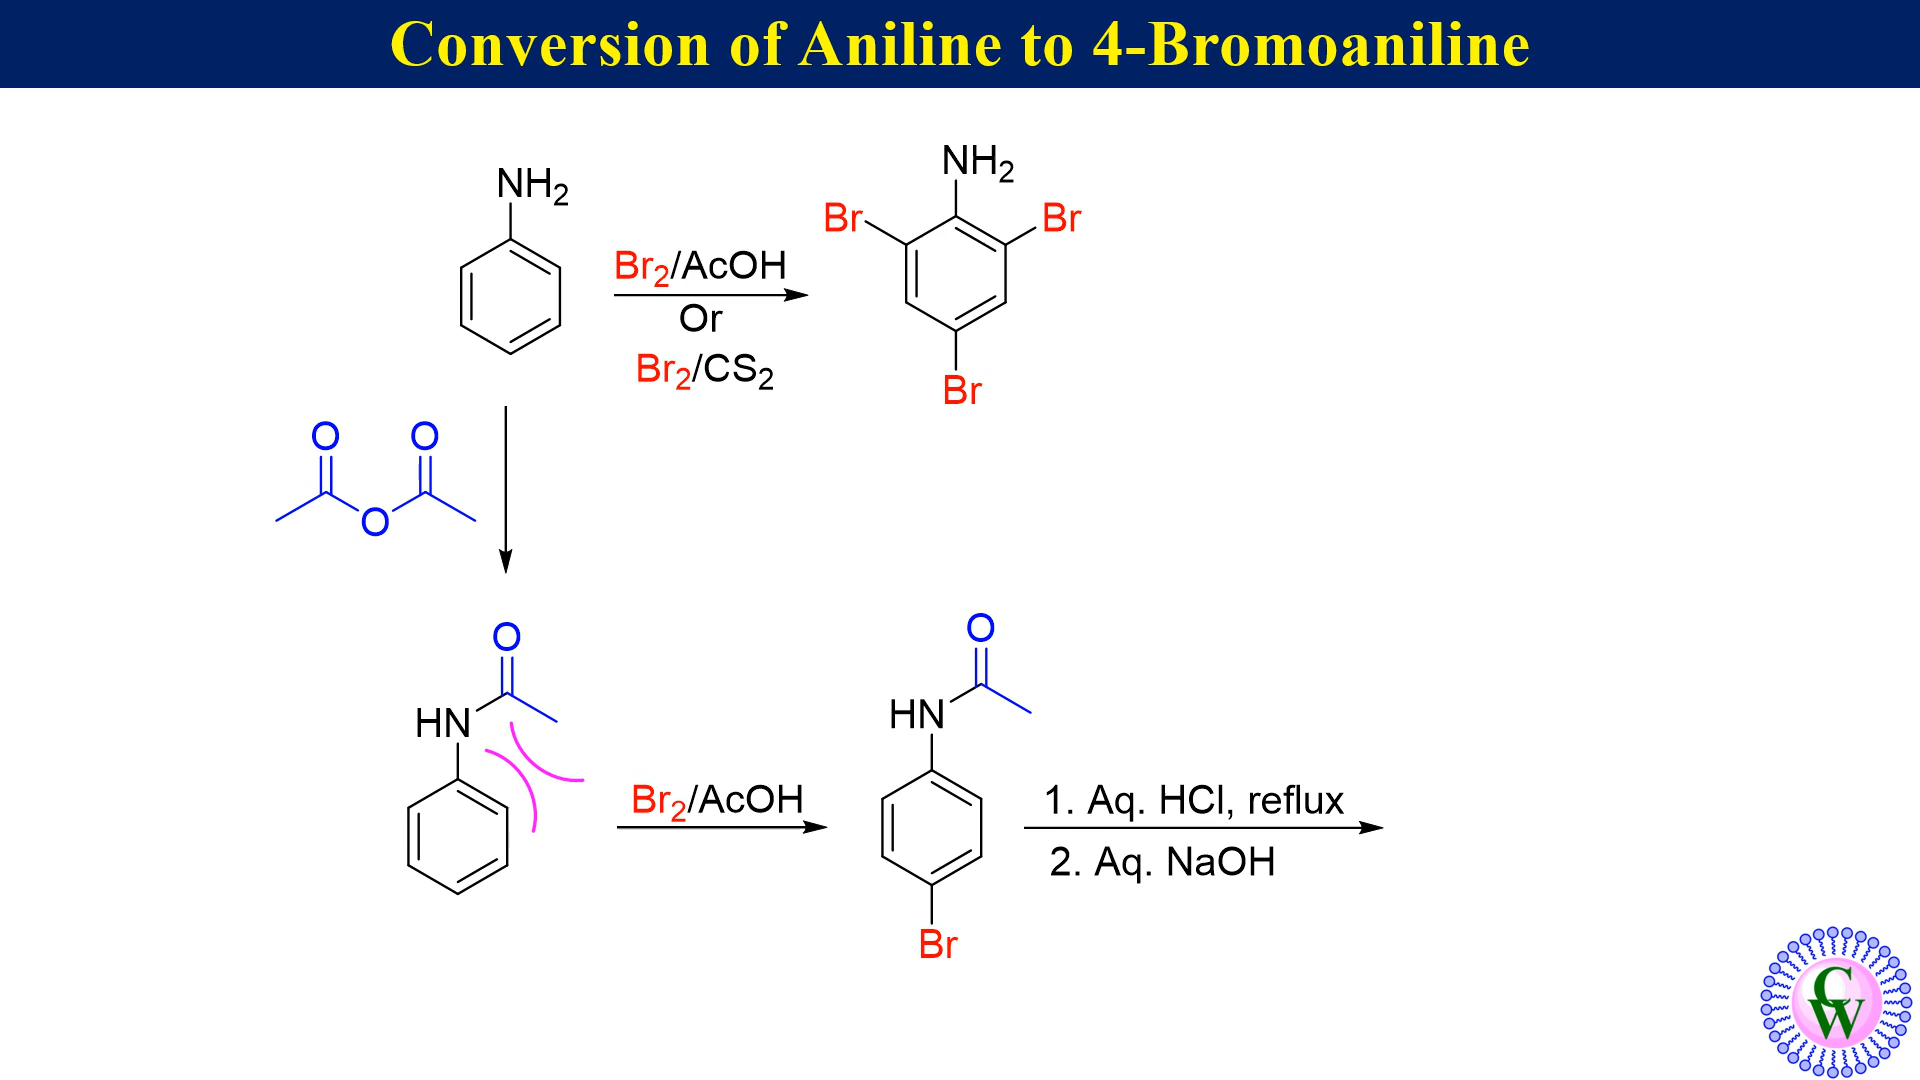 Conversion of Aniline to 4-Bromoaniline
NH2
NH2
Br
Br
Br2/AcOH
Or
Br2/CS2
Br
O
O
O
O
O
HN
HN
Br2/AcOH
1. Aq. HCl, reflux
2. Aq. NaOH
Br
CW